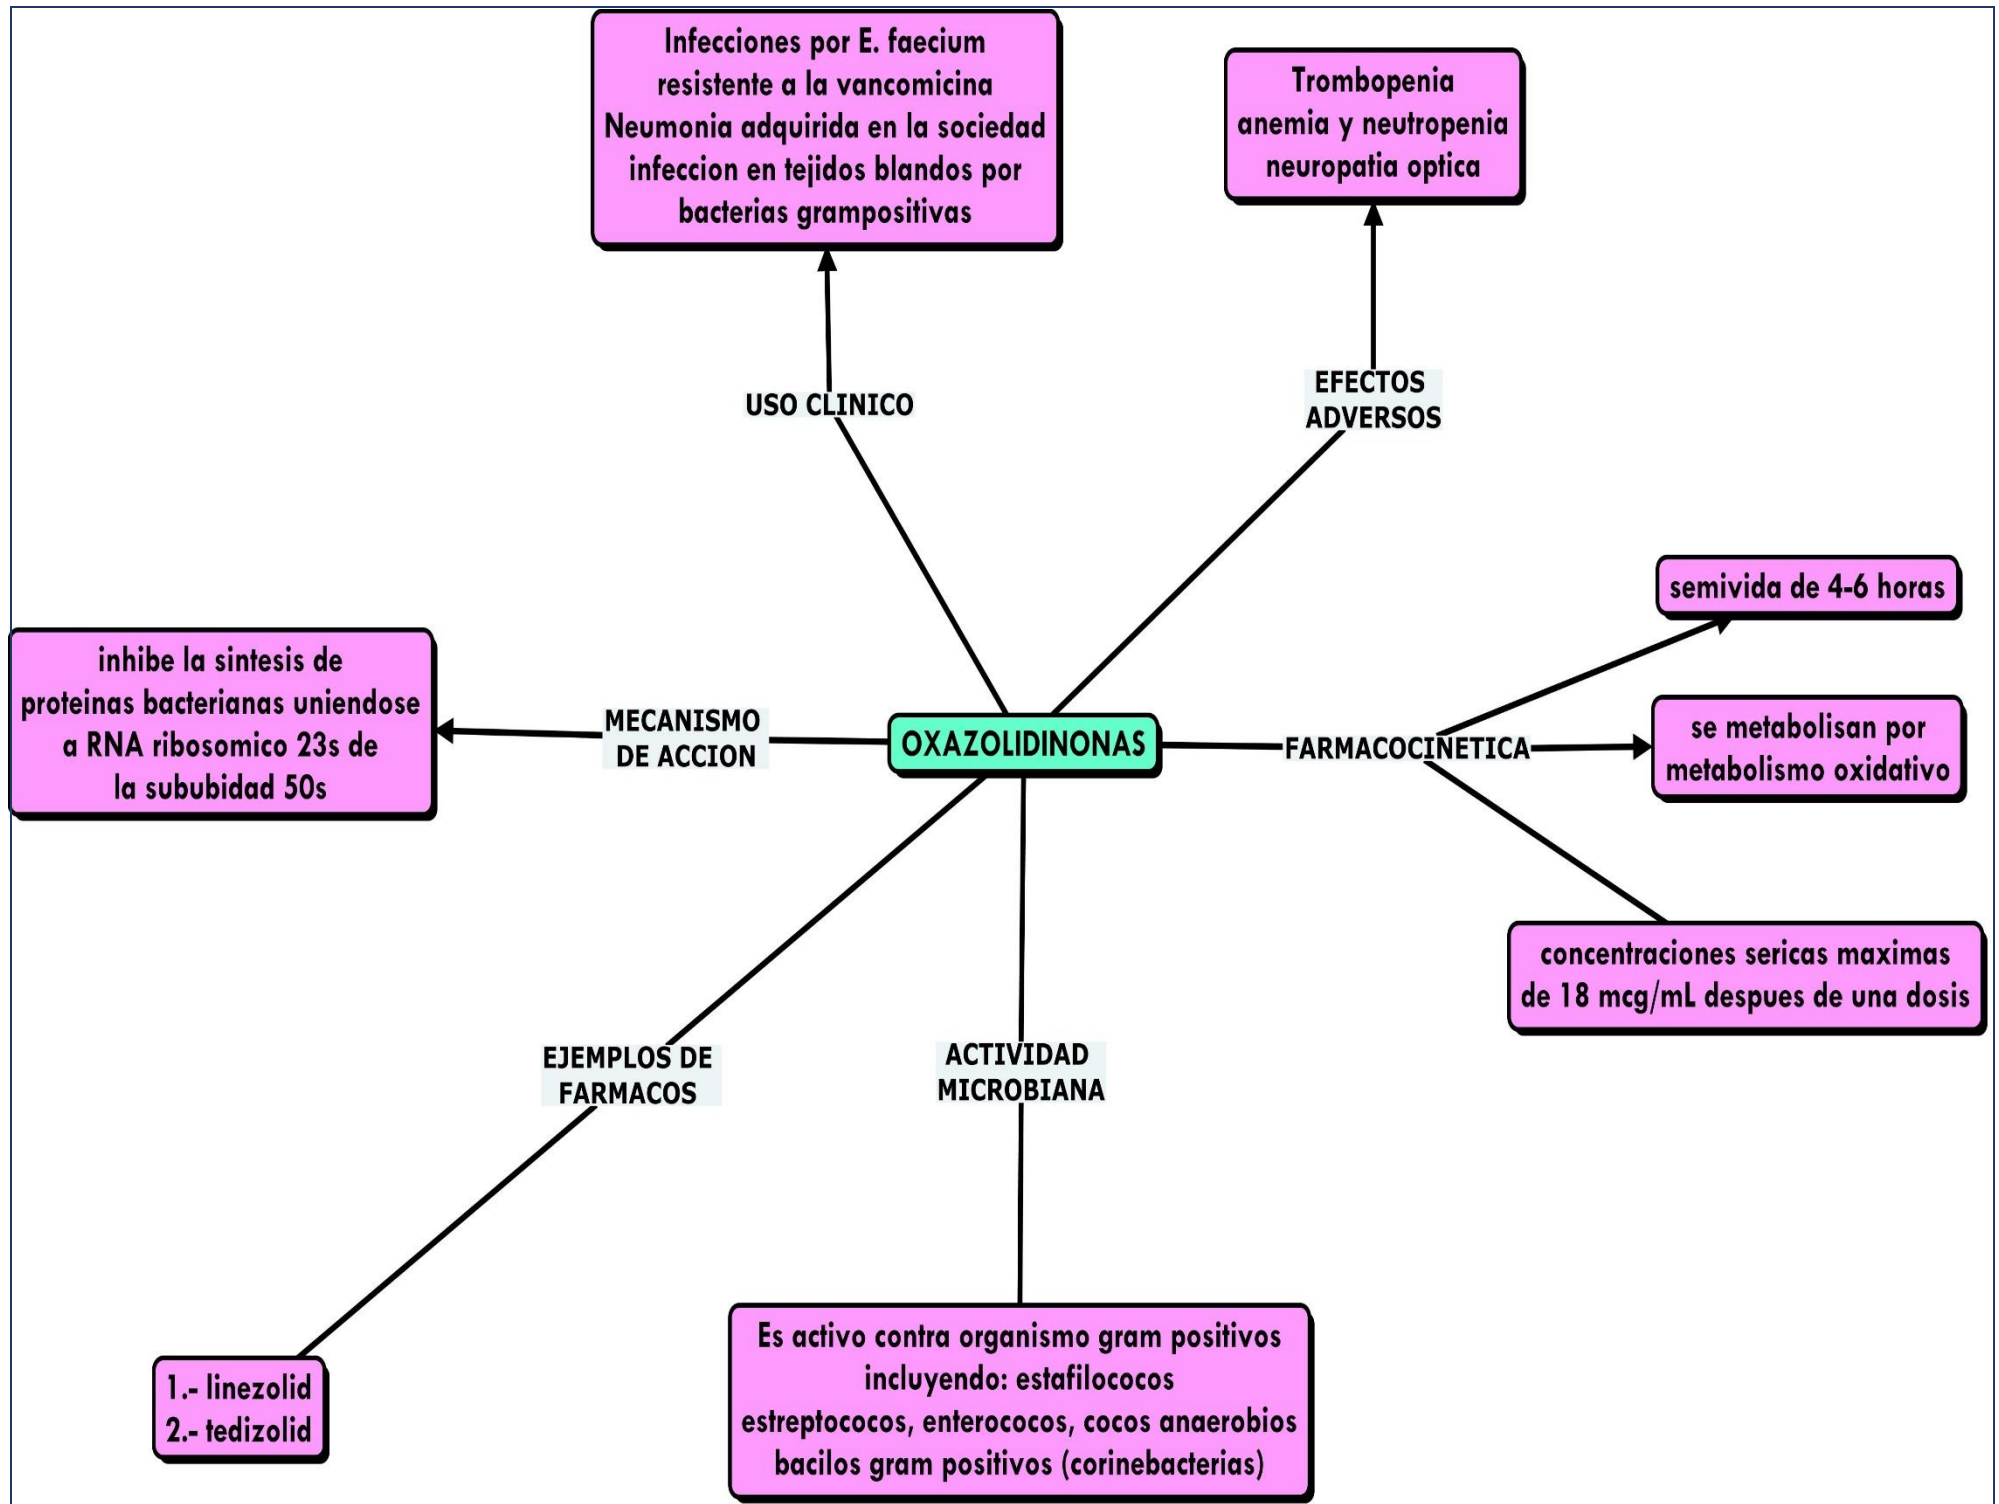 Infecciones por E. faecium
resistente a la vancomicina
Neumonia adquirida en la sociedad
infeccion en tejidos blandos por
bacterias grampositivas
Trombopenia
anemia y neutropenia
neuropatia optica
USO CLINICO
EFECTOS
ADVERSOS
semivida de 4-6 horas
inhibe la sintesis de
proteinas bacterianas uniendose
a RNA ribosomico 23s de
la sububidad 50s
MECANISMO
DE ACCION
OXAZOLIDINONAS
FARMACOCINETICA
se metabolisan por
metabolismo oxidativo
concentraciones sericas maximas
de 18 mcg/mL despues de una dosis
EJEMPLOS DE
FARMACOS
ACTIVIDAD
MICROBIANA
1.- linezolid
2.- tedizolid
Es activo contra organismo gram positivos
incluyendo: estafilococos
estreptococos, enterococos, cocos anaerobios
bacilos gram positivos (corinebacterias)